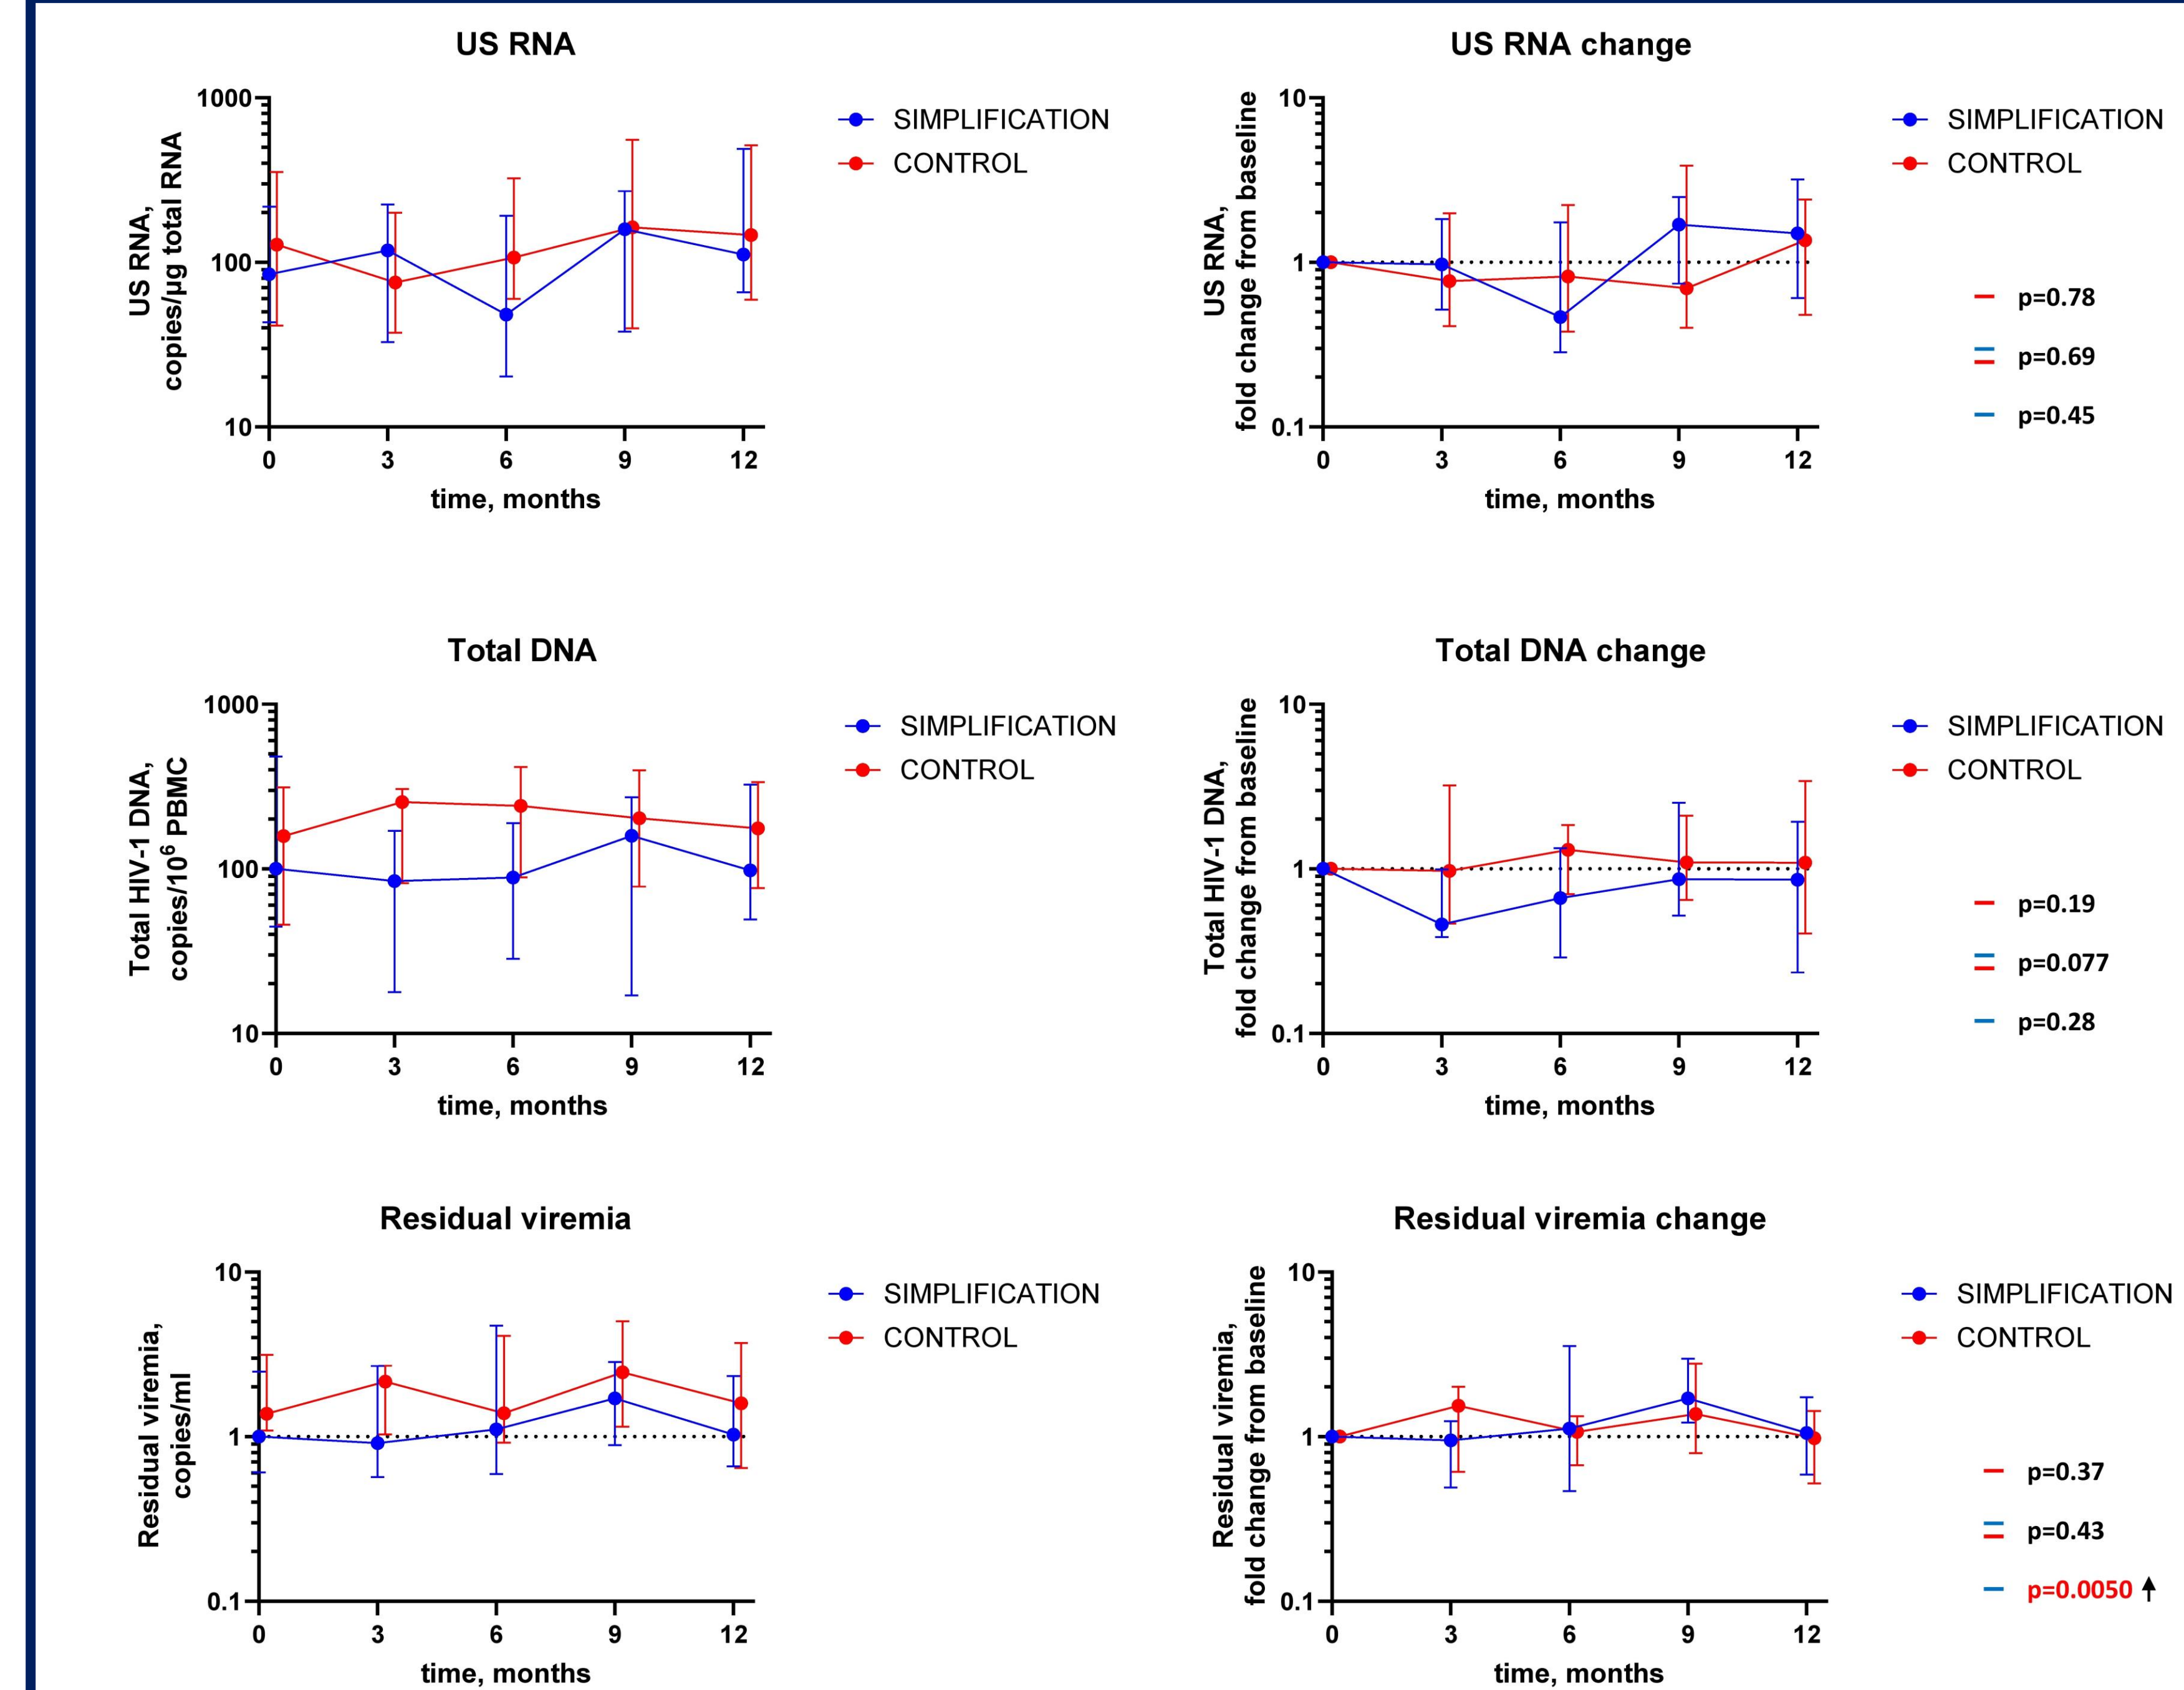 US RNA
1000
100
10
US RNA,
copies/µg total RNA
0 3 6 9 12
time, months
SIMPLIFICATION
CONTROL
US RNA change
10
1
0.1
US RNA,
fold change from baseline
0 3 6 9 12
time, months
SIMPLIFICATION
CONTROL
p=0.78
p=0.69
p=0.45
Total DNA
1000
100
10
Total HIV-1 DNA,
copies/10⁶ PBMC
0 3 6 9 12
time, months
SIMPLIFICATION
CONTROL
Total DNA change
10
1
0.1
Total HIV-1 DNA,
fold change from baseline
0 3 6 9 12
time, months
SIMPLIFICATION
CONTROL
p=0.19
p=0.077
p=0.28
Residual viremia
10
1
0.1
Residual viremia,
copies/ml
0 3 6 9 12
time, months
SIMPLIFICATION
CONTROL
Residual viremia change
10
1
0.1
Residual viremia,
fold change from baseline
0 3 6 9 12
time, months
SIMPLIFICATION
CONTROL
p=0.37
p=0.43
p=0.0050